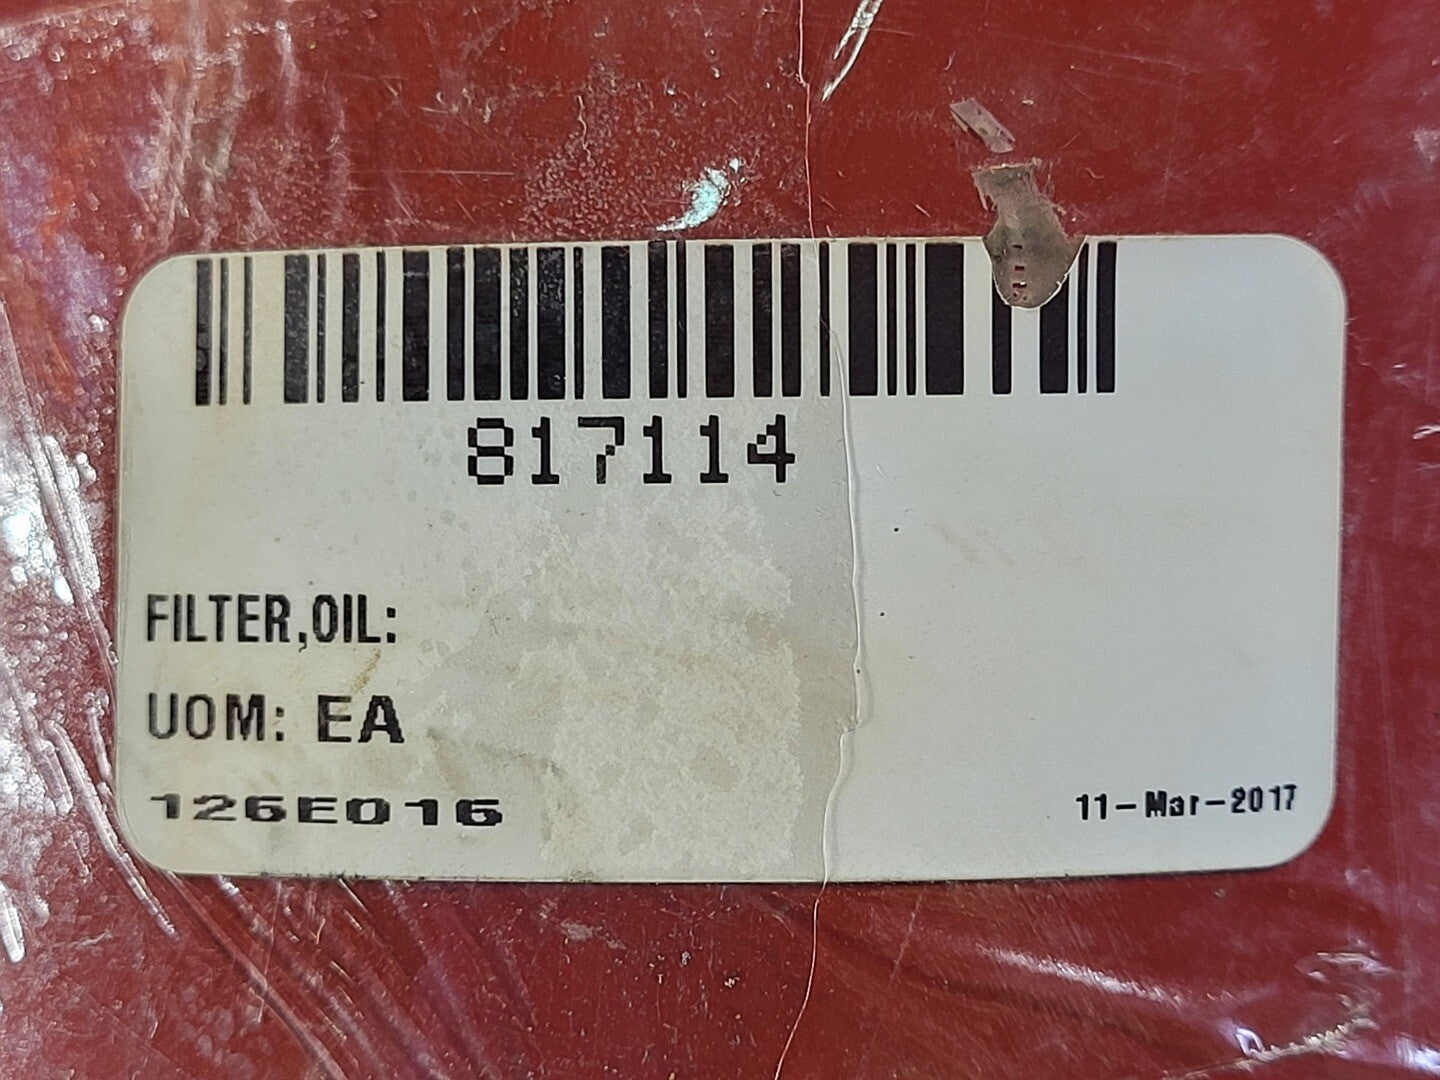 817114
FILTER,OIL:
UOM: EA
126E016
11-Mar-2017